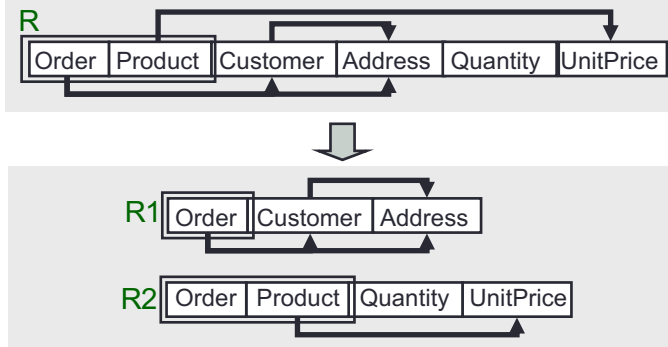 R
Order Product Customer Address Quantity UnitPrice
R1 Order Customer Address
R2 Order Product Quantity UnitPrice